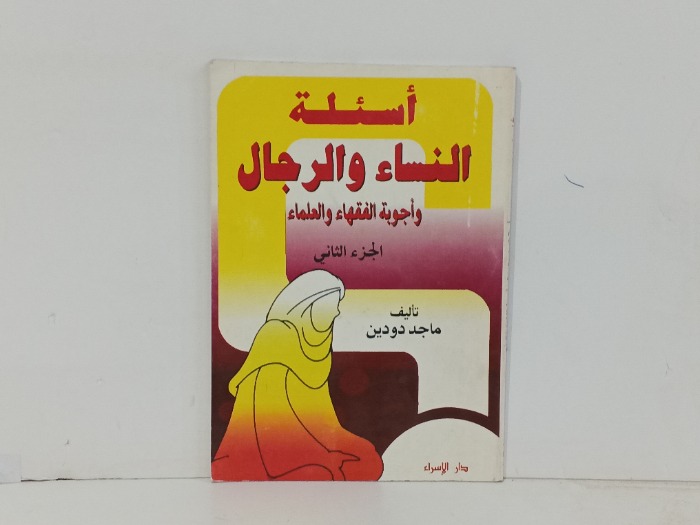 أسئلة
النساء والرجال
وأجوبة الفقهاء والعلماء
الجزء الثاني
تأليف
ماجد دودين
دار الإسراء